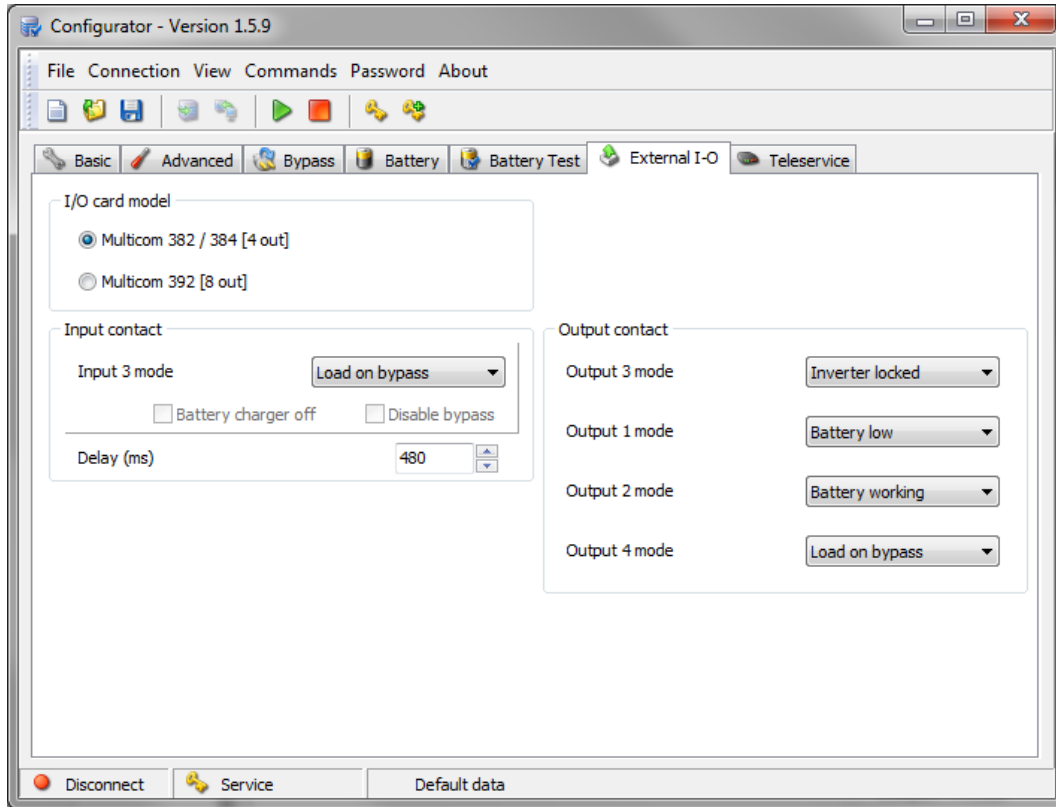 Configurator - Version 1.5.9
File Connection View Commands Password About
Basic Advanced Bypass Battery Battery Test External I-O Teleservice
I/O card model
Multicom 382 / 384 [4 out]
Multicom 392 [8 out]
Input contact
Input 3 mode Load on bypass
Battery charger off Disable bypass
Delay (ms) 480
Output contact
Output 3 mode Inverter locked
Output 1 mode Battery low
Output 2 mode Battery working
Output 4 mode Load on bypass
Disconnect Service Default data